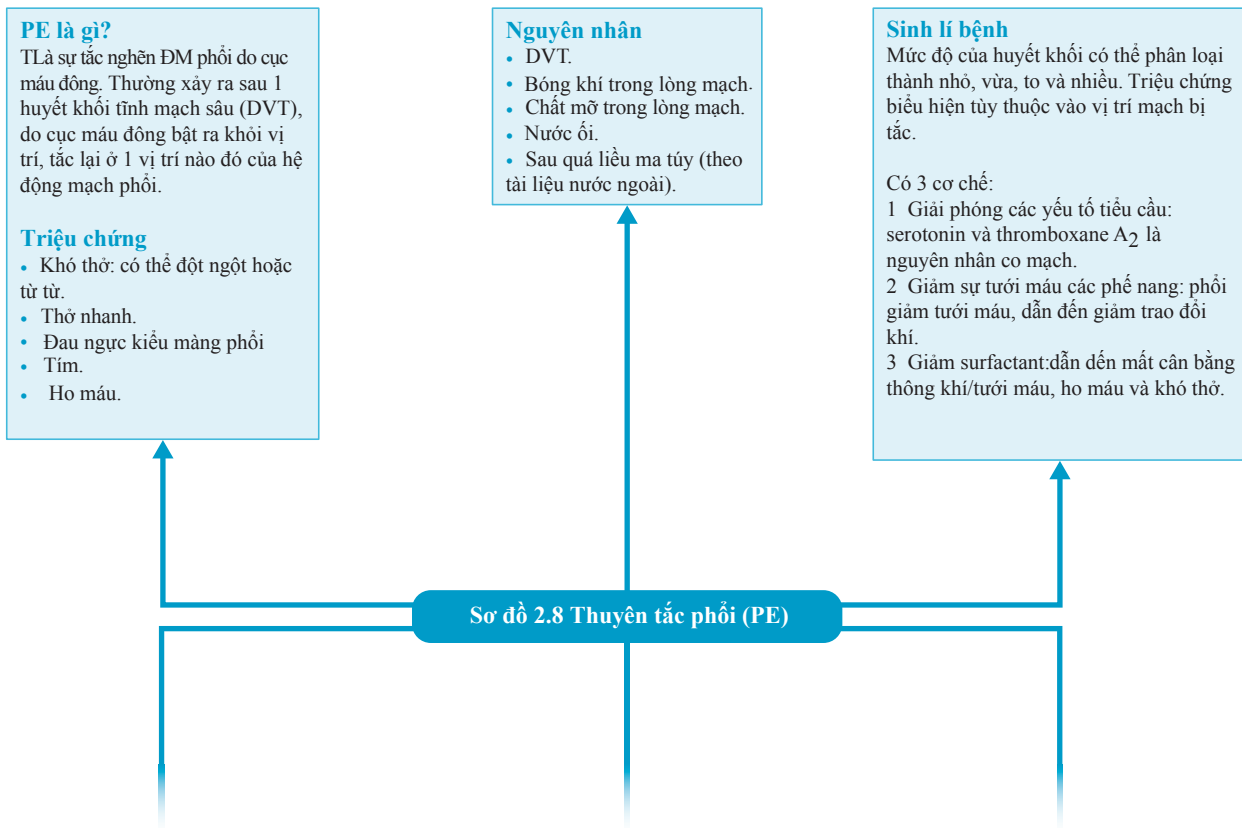 PE là gì?
TLà sự tắc nghẽn ĐM phổi do cục
máu đông. Thường xảy ra sau 1
huyết khối tĩnh mạch sâu (DVT),
do cục máu đông bật ra khỏi vị
trí, tắc lại ở 1 vị trí nào đó của hệ
động mạch phổi.
Triệu chứng
• Khó thở: có thể đột ngột hoặc
từ từ.
• Thở nhanh.
• Đau ngực kiểu màng phổi
• Tím.
• Ho máu.
Nguyên nhân
• DVT.
• Bóng khí trong lòng mạch.
• Chất mỡ trong lòng mạch.
• Nước ối.
• Sau quá liều ma túy (theo
tài liệu nước ngoài).
Sinh lí bệnh
Mức độ của huyết khối có thể phân loại
thành nhỏ, vừa, to và nhiều. Triệu chứng
biểu hiện tùy thuộc vào vị trí mạch bị
tắc.
Có 3 cơ chế:
1 Giải phóng các yếu tố tiểu cầu:
serotonin và thromboxane A2 là
nguyên nhân co mạch.
2 Giảm sự tưới máu các phế nang: phổi
giảm tưới máu, dẫn đến giảm trao đổi
khí.
3 Giảm surfactant:dẫn dến mất cân bằng
thông khí/tưới máu, ho máu và khó thở.
Sơ đồ 2.8 Thuyên tắc phổi (PE)